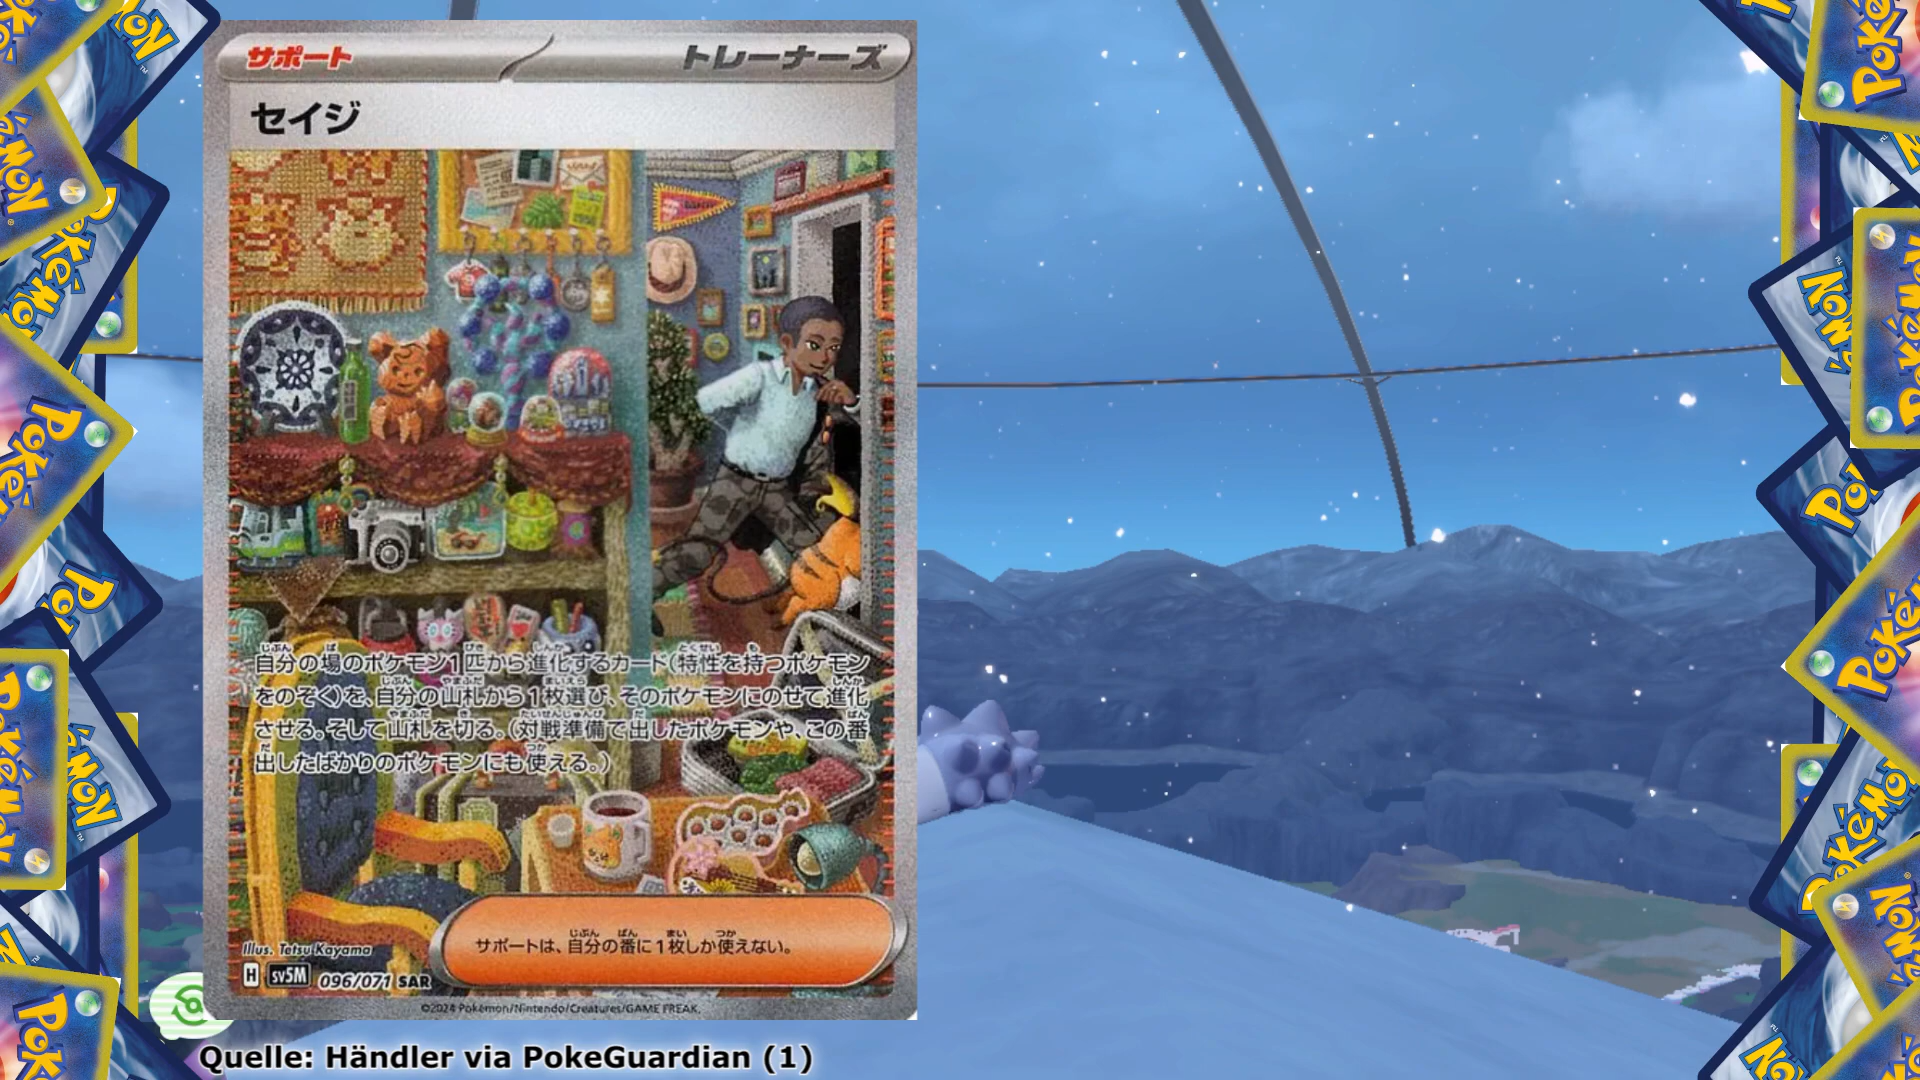 サポート
トレーナーズ
セイジ
自分の場のポケモン1匹から進化するカード(特性を持つポケモン
をのぞく)を、自分の山札から1枚選び、そのポケモンにのせて進化
させる。そして山札を切る。(対戦準備で出したポケモンや、この番
出したばかりのポケモンにも使える。)
サポートは、自分の番に1枚しか使えない。
Illus. Tetsu Kayama
H SV5M 096/071 SAR
©2024 Pokémon/Nintendo/Creatures/GAME FREAK.
Quelle: Händler via PokeGuardian (1)